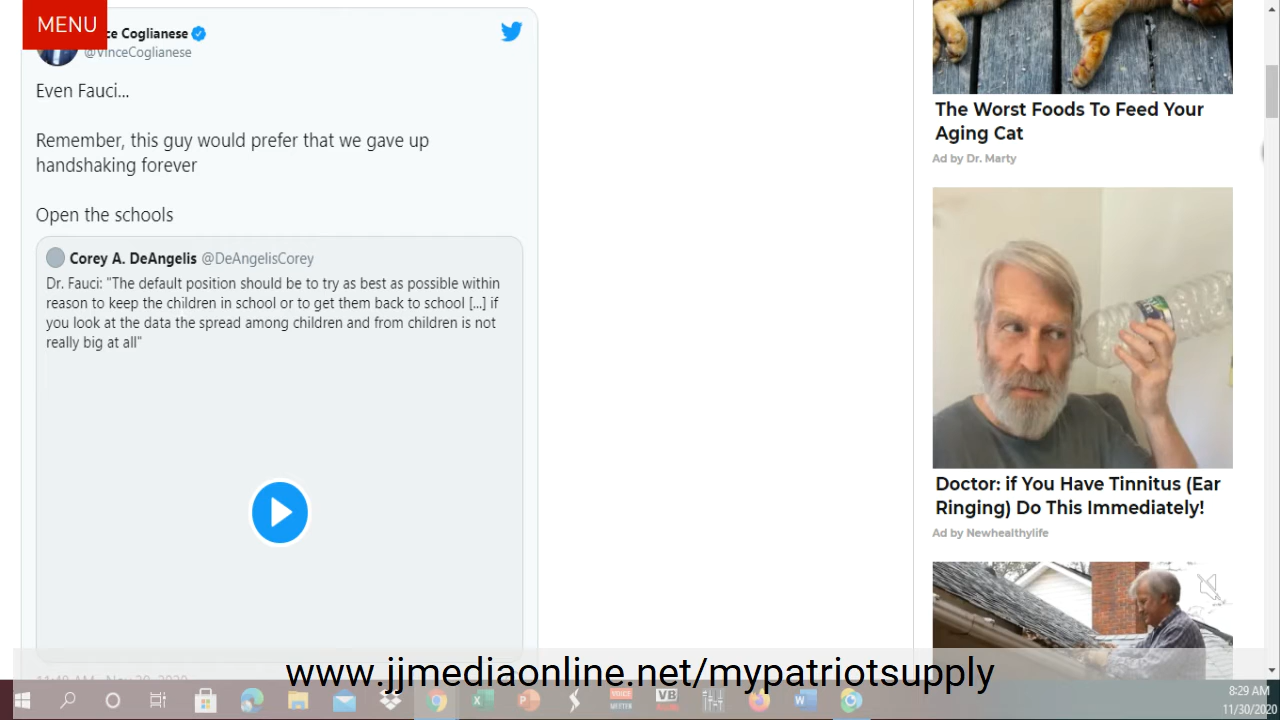 MENU
ce Coglianese
@VinceCoglianese
Even Fauci...
Remember, this guy would prefer that we gave up
handshaking forever
Open the schools
Corey A. DeAngelis @DeAngelisCorey
Dr. Fauci: "The default position should be to try as best as possible within
reason to keep the children in school or to get them back to school [...] if
you look at the data the spread among children and from children is not
really big at all"
The Worst Foods To Feed Your
Aging Cat
Ad by Dr. Marty
Doctor: if You Have Tinnitus (Ear
Ringing) Do This Immediately!
Ad by Newhealthylife
www.jjmediaonline.net/mypatriotsupply
VOICE
MEETER
VB
8:29 AM
11/30/2020